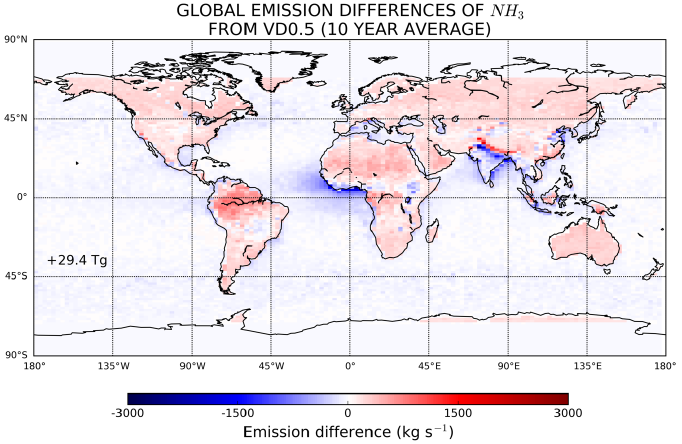 GLOBAL EMISSION DIFFERENCES OF NH₃
FROM VD0.5 (10 YEAR AVERAGE)
90°N
45°N
0°
45°S
90°S
+29.4 Tg
180° 135°W 90°W 45°W 0° 45°E 90°E 135°E 180°
-3000 -1500 0 1500 3000
Emission difference (kg s⁻¹)